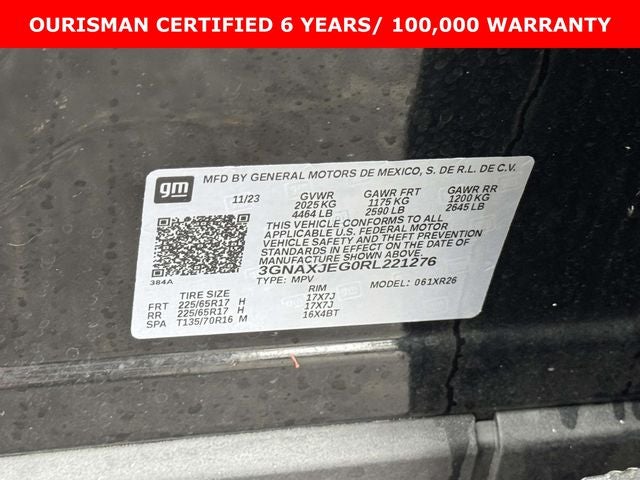 OURISMAN CERTIFIED 6 YEARS/ 100,000 WARRANTY
gm
MFD BY GENERAL MOTORS DE MEXICO, S. DE R.L. DE C.V.
11/23 GVWR GAWR FRT GAWR RR
2025 KG 1175 KG 1200 KG
4464 LB 2590 LB 2645 LB
THIS VEHICLE CONFORMS TO ALL
APPLICABLE U.S. FEDERAL MOTOR
VEHICLE SAFETY STANDARDS IN EFFECT
ON THE DATE OF MANUFACTURE SHOWN ABOVE.
3GNAXJEG0RL221276
384A
TYPE: MPV MODEL: 061XR26
TIRE SIZE RIM
FRT 225/65R17 H 17X7J
RR 225/65R17 H 17X7J
SPA T135/70R16 M 16X4BT